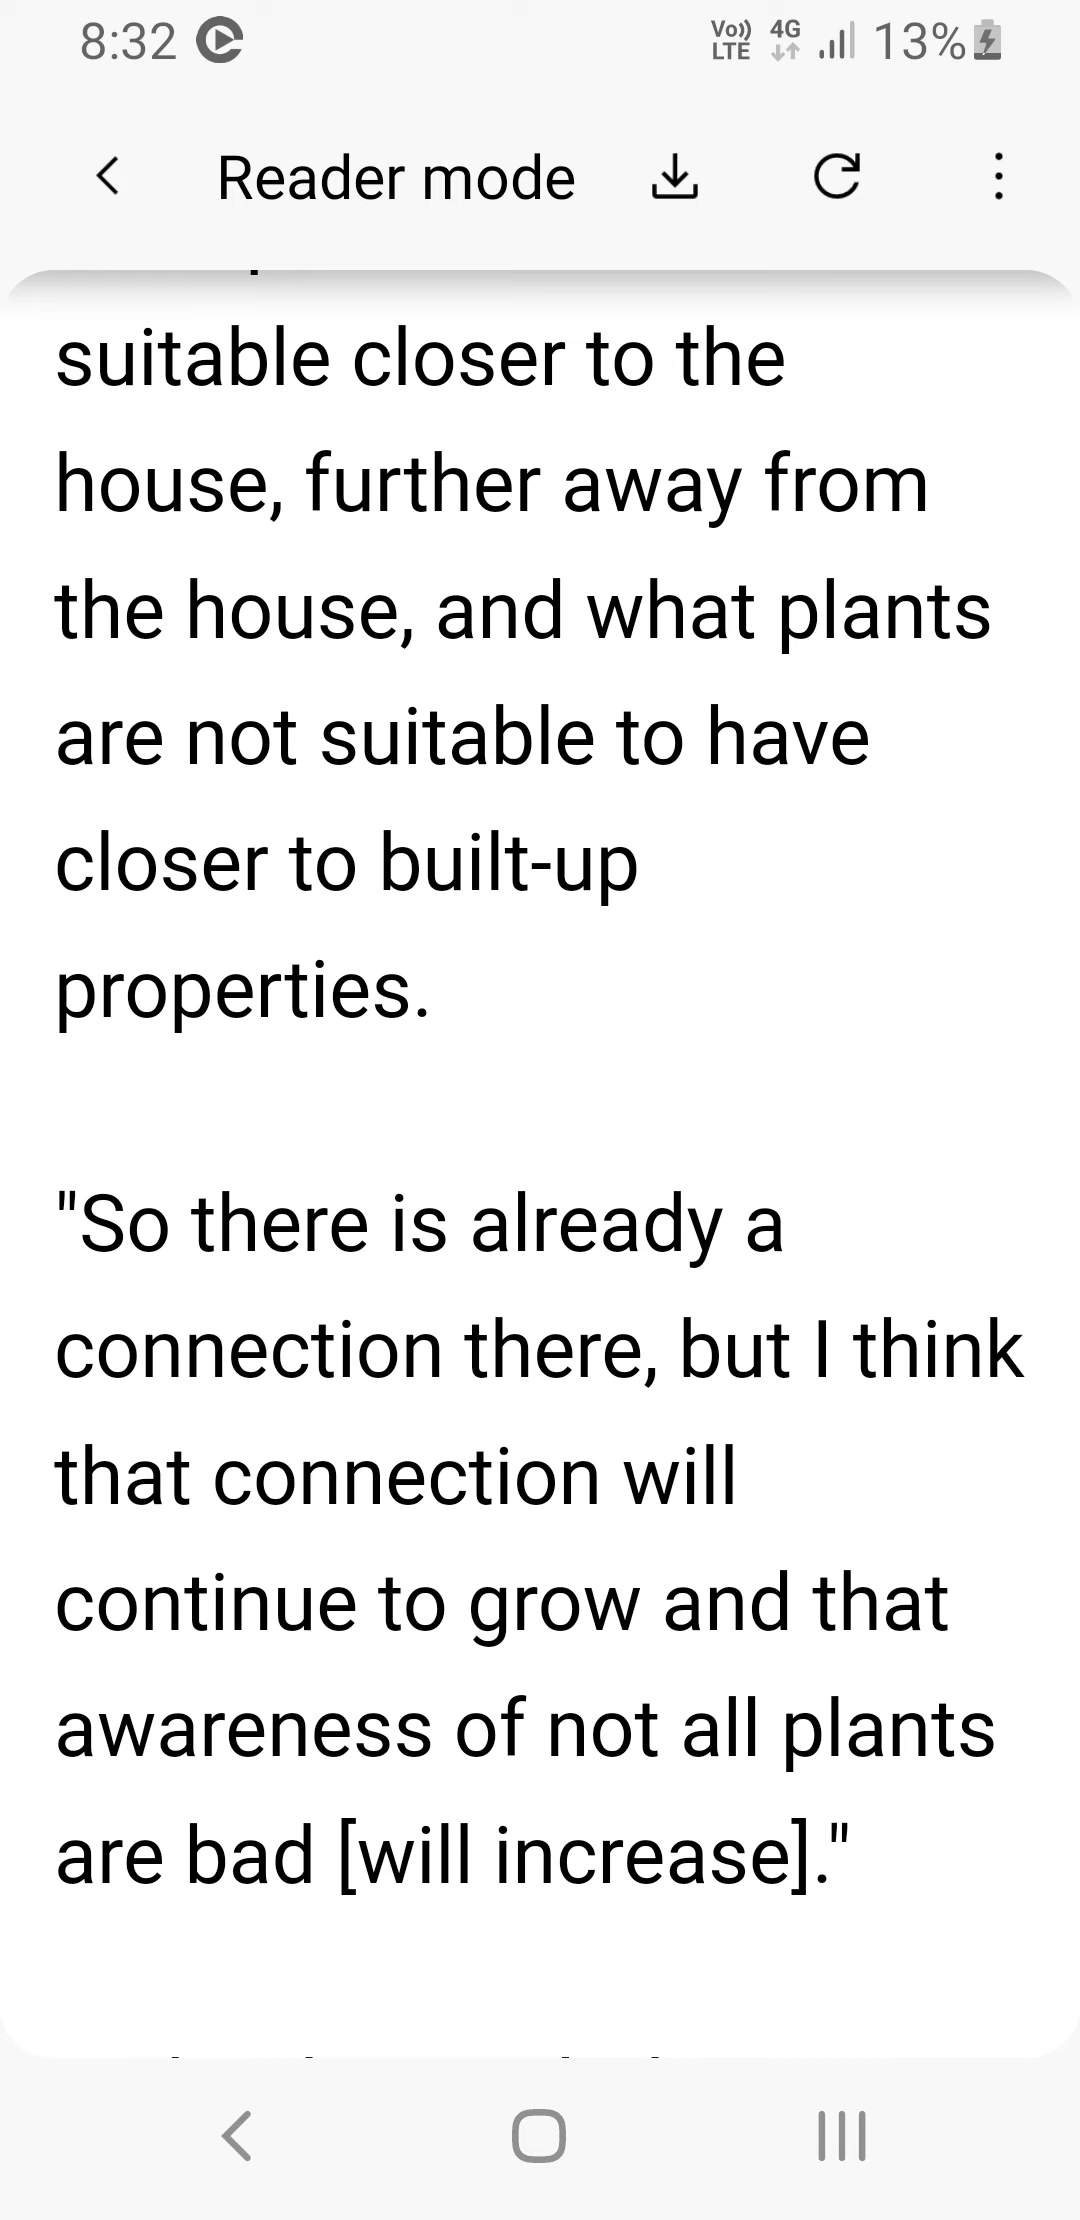 8:32
Vo)) LTE 4G 13%
Reader mode
suitable closer to the
house, further away from
the house, and what plants
are not suitable to have
closer to built-up
properties.
"So there is already a
connection there, but I think
that connection will
continue to grow and that
awareness of not all plants
are bad [will increase]."